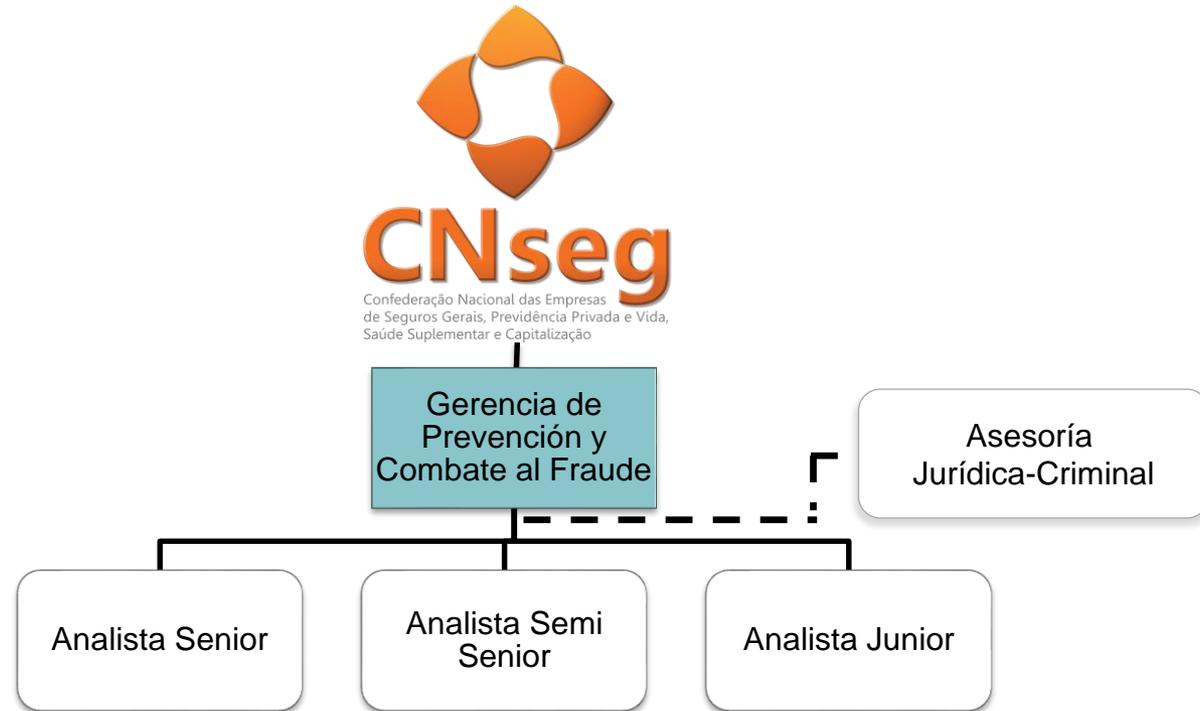 CNseg
Confederação Nacional das Empresas
de Seguros Gerais, Previdência Privada e Vida,
Saúde Suplementar e Capitalização
Gerencia de
Prevención y
Combate al Fraude
Asesoría
Jurídica-Criminal
Analista Senior
Analista Semi
Senior
Analista Junior